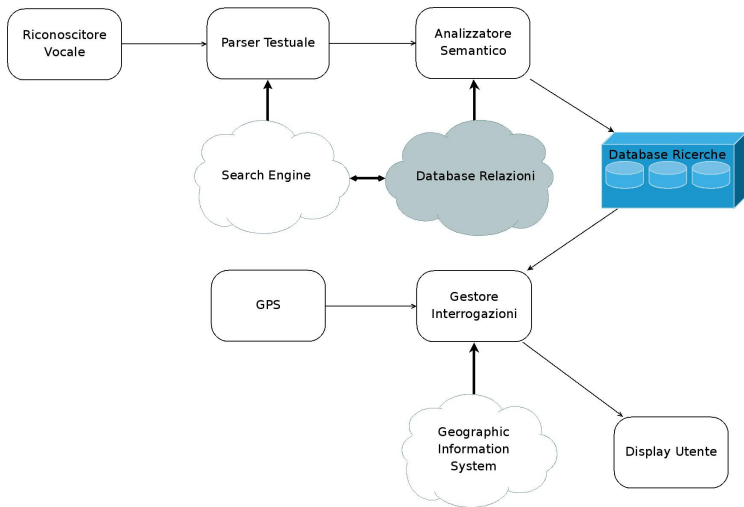 Riconoscitore
Vocale
Parser Testuale
Analizzatore
Semantico
Search Engine
Database Relazioni
Database Ricerche
GPS
Gestore
Interrogazioni
Geographic
Information
System
Display Utente